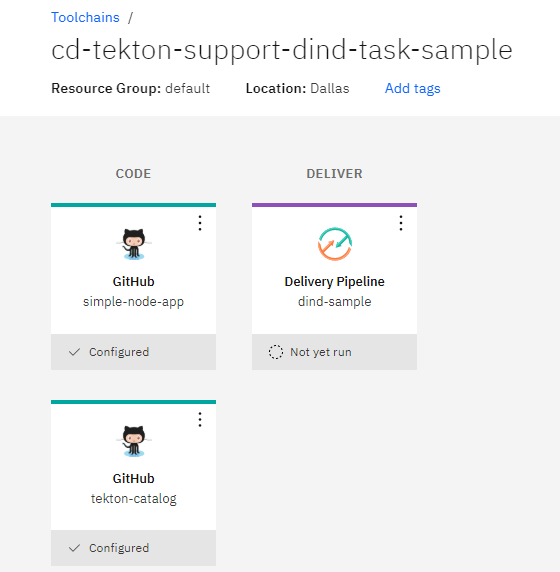 Toolchains /
cd-tekton-support-dind-task-sample
Resource Group: default Location: Dallas Add tags
CODE
DELIVER
GitHub
simple-node-app
Configured
Delivery Pipeline
dind-sample
Not yet run
GitHub
tekton-catalog
Configured